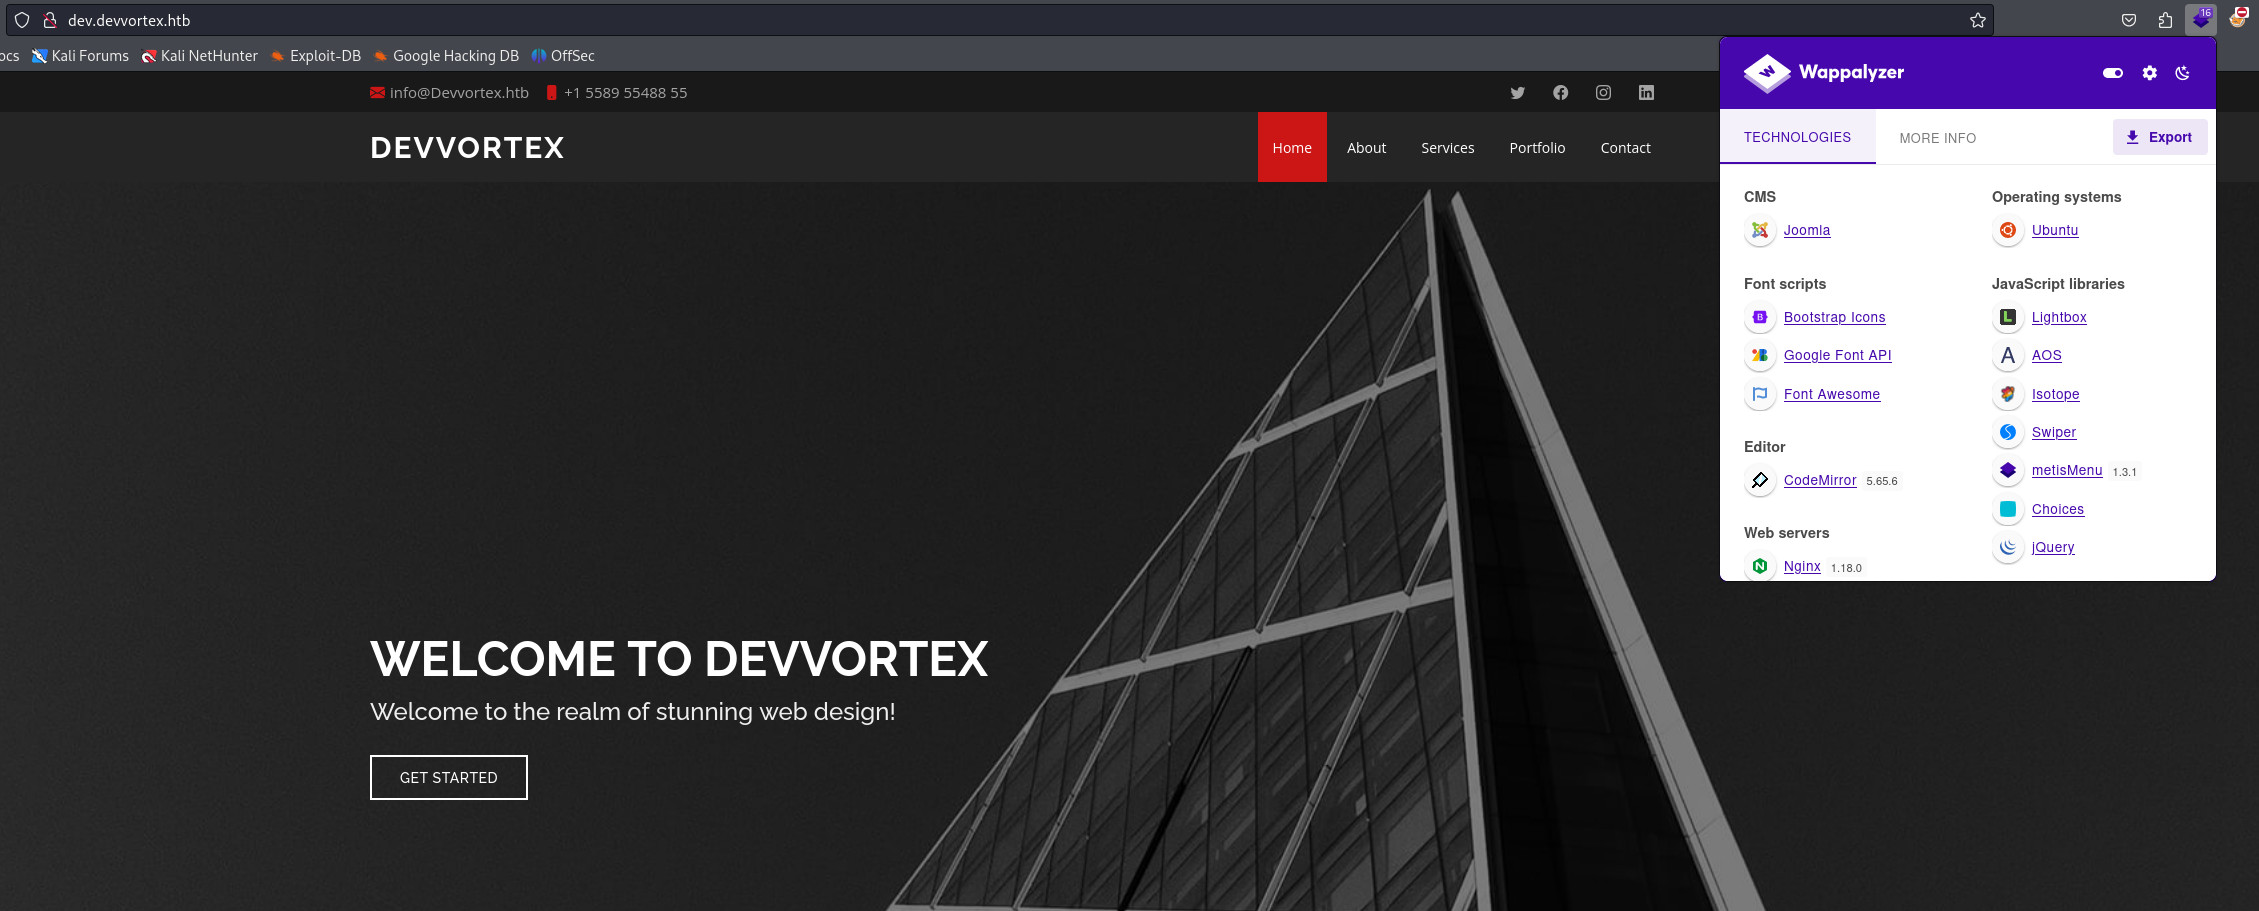 dev.devvortex.htb
16
ocs Kali Forums Kali NetHunter Exploit-DB Google Hacking DB OffSec
info@Devvortex.htb +1 5589 55488 55
DEVVORTEX
Home About Services Portfolio Contact
WELCOME TO DEVVORTEX
Welcome to the realm of stunning web design!
GET STARTED
Wappalyzer
TECHNOLOGIES MORE INFO Export
CMS
Joomla
Font scripts
Bootstrap Icons
Google Font API
Font Awesome
Editor
CodeMirror 5.65.6
Web servers
Nginx 1.18.0
Operating systems
Ubuntu
JavaScript libraries
Lightbox
AOS
Isotope
Swiper
metisMenu 1.3.1
Choices
jQuery